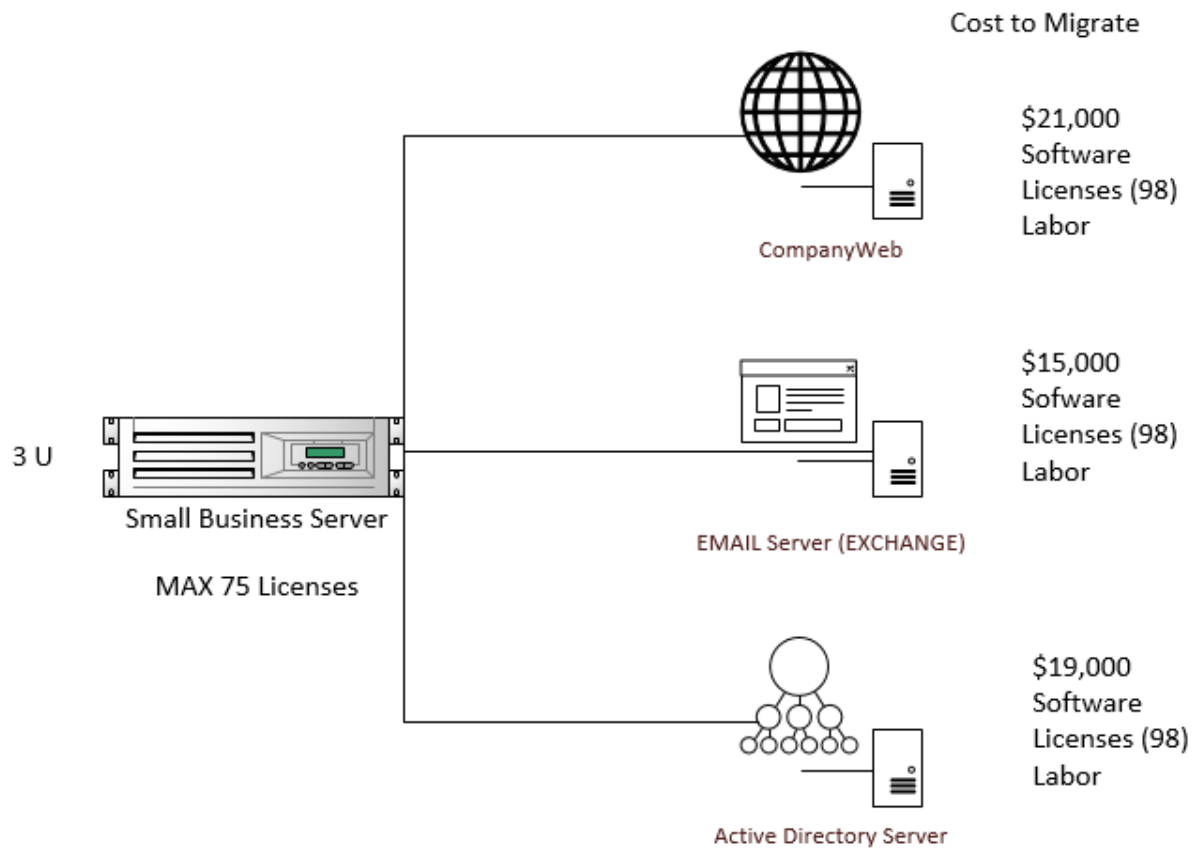 Cost to Migrate
$21,000
Software
Licenses (98)
Labor
CompanyWeb
$15,000
Sofware
Licenses (98)
Labor
EMAIL Server (EXCHANGE)
3 U
Small Business Server
MAX 75 Licenses
$19,000
Software
Licenses (98)
Labor
Active Directory Server